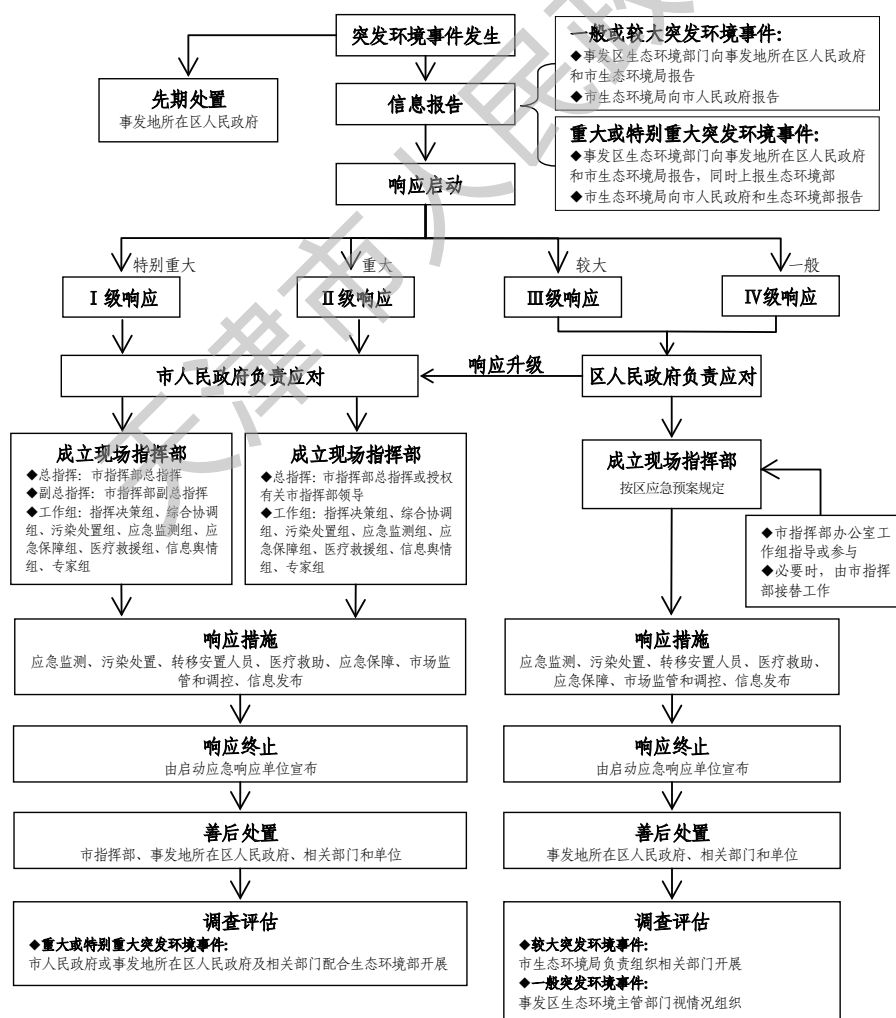 突发环境事件发生
一般或较大突发环境事件:
◆事发区生态环境部门向事发地所在区人民政府
和市生态环境局报告
◆市生态环境局向市人民政府报告
先期处置
事发地所在区人民政府
信息报告
重大或特别重大突发环境事件:
◆事发区生态环境部门向事发地所在区人民政府
和市生态环境局报告，同时上报生态环境部
◆市生态环境局向市人民政府和生态环境部报告
响应启动
特别重大
重大
较大
一般
Ⅰ级响应
Ⅱ级响应
Ⅲ级响应
Ⅳ级响应
市人民政府负责应对
响应升级
区人民政府负责应对
成立现场指挥部
◆总指挥：市指挥部总指挥
◆副总指挥：市指挥部副总指挥
◆工作组：指挥决策组、综合协调
组、污染处置组、应急监测组、应
急保障组、医疗救援组、信息舆情
组、专家组
成立现场指挥部
◆总指挥：市指挥部总指挥或授权
有关市指挥部领导
◆工作组：指挥决策组、综合协调
组、污染处置组、应急监测组、应
急保障组、医疗救援组、信息舆情
组、专家组
成立现场指挥部
按区应急预案规定
◆市指挥部办公室工
作组指导或参与
◆必要时，由市指挥
部接替工作
响应措施
应急监测、污染处置、转移安置人员、医疗救助、应急保障、市场监
管和调控、信息发布
响应措施
应急监测、污染处置、转移安置人员、医疗救助、
应急保障、市场监管和调控、信息发布
响应终止
由启动应急响应单位宣布
响应终止
由启动应急响应单位宣布
善后处置
市指挥部、事发地所在区人民政府、相关部门和单位
善后处置
事发地所在区人民政府、相关部门和单位
调查评估
◆重大或特别重大突发环境事件:
市人民政府或事发地所在区人民政府及相关部门配合生态环境部开展
调查评估
◆较大突发环境事件:
市生态环境局负责组织相关部门开展
◆一般突发环境事件:
事发区生态环境主管部门视情况组织
天津市人民政